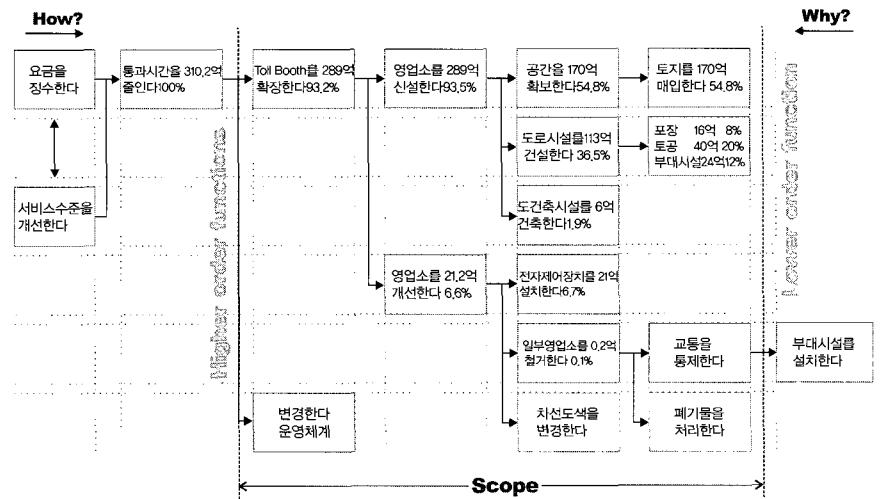 How?
Why?
요금을
징수한다
통과시간을 310.2억
줄인다100%
Toll Booth를 289억
확장한다93.2%
영업소를 289억
신설한다93.5%
공간을 170억
확보한다54.8%
토지를 170억
매입한다 54.8%
도로시설를113억
건설한다 36.5%
포장 16억 8%
토공 40억 20%
부대시설24억12%
서비스수준울
개선한다
도건축시설를 6억
건축한다1.9%
영업소를 21.2억
개선한다 6.6%
전자제어장치를 21억
설치한다6.7%
일부영업소를 0.2억
철거한다 0.1%
교통을
통제한다
부대시설를
설치한다
변경한다
운영체계
차선도색을
변경한다
폐기물을
처리한다
Higher order functions
Lower order function
Scope